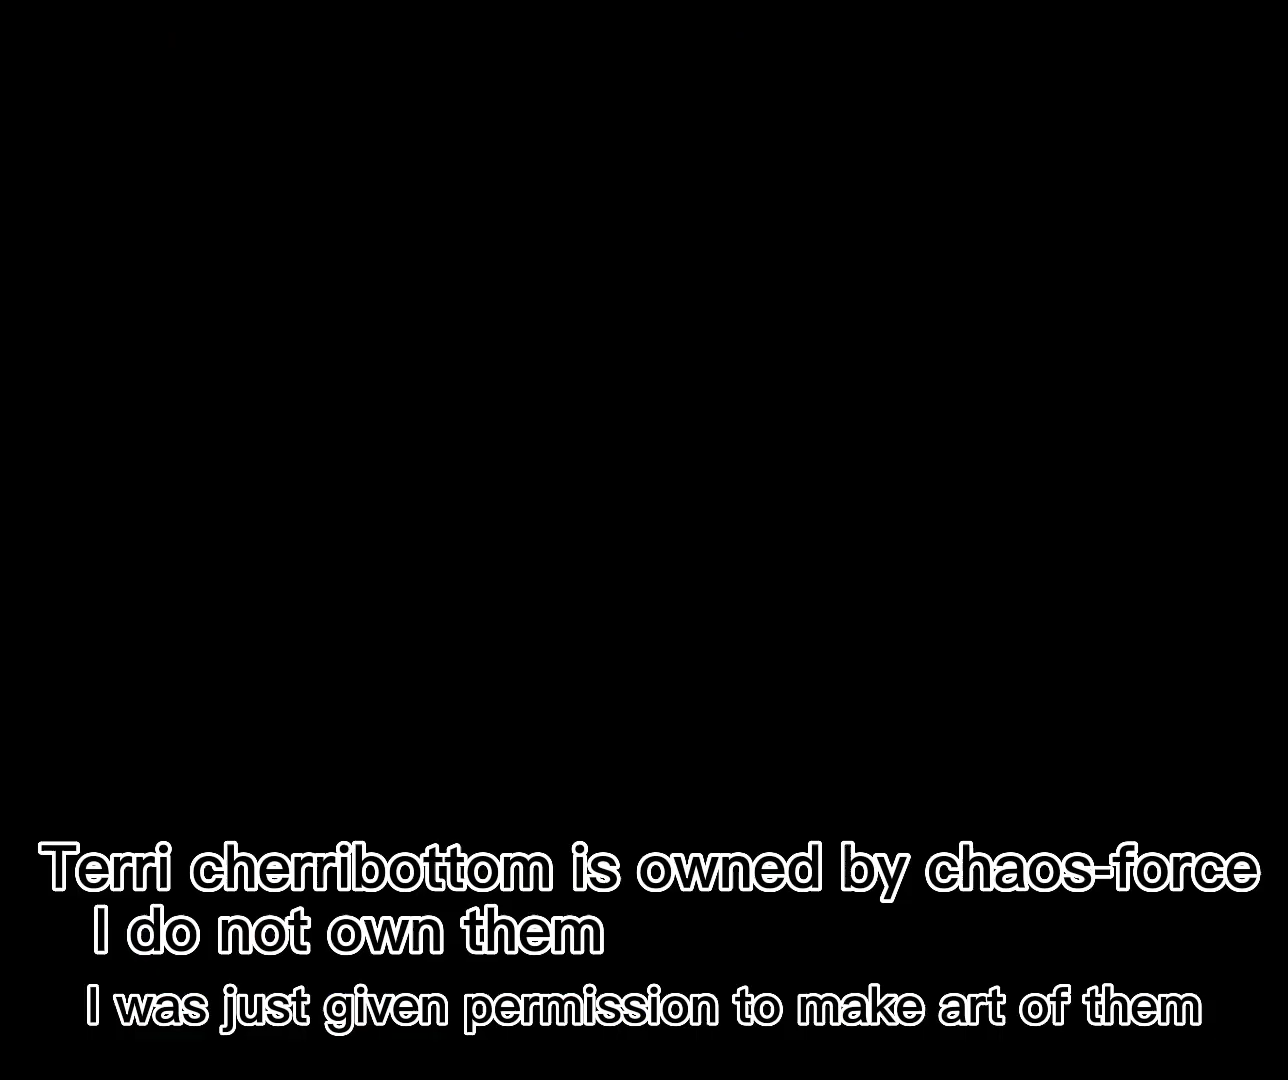 Terri cherribottom is owned by chaos-force
I do not own them
I was just given permission to make art of them